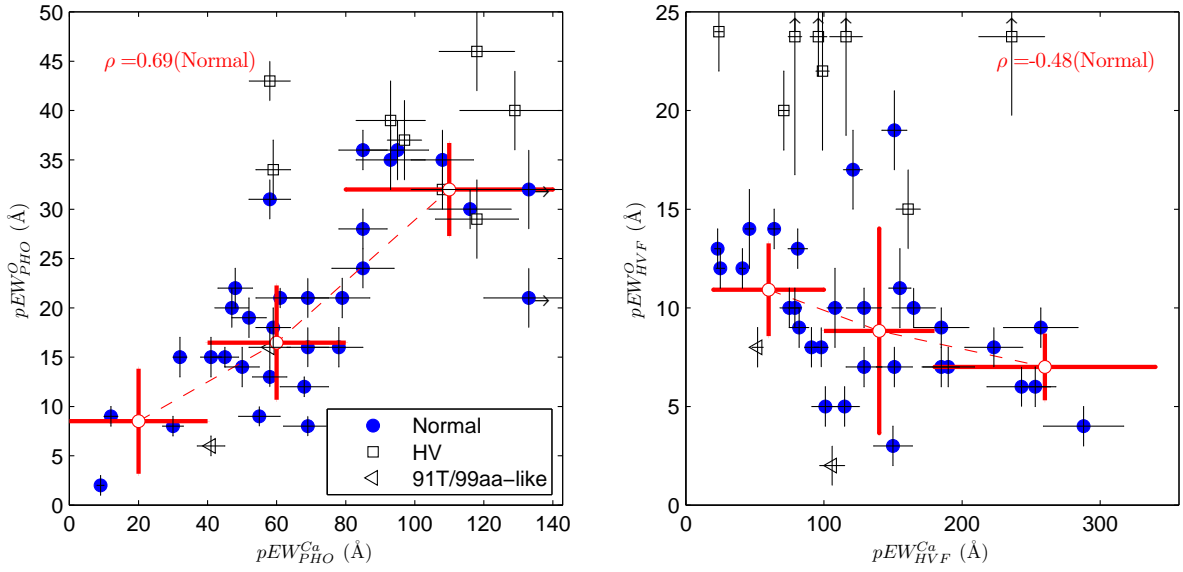 50
45
40
35
30
25
20
15
10
5
0
pEW^O_PHO (Å)
ρ =0.69(Normal)
Normal
HV
91T/99aa-like
0 20 40 60 80 100 120 140
pEW^Ca_PHO (Å)
25
20
15
10
5
0
pEW^O_HVF (Å)
ρ =-0.48(Normal)
0 100 200 300
pEW^Ca_HVF (Å)